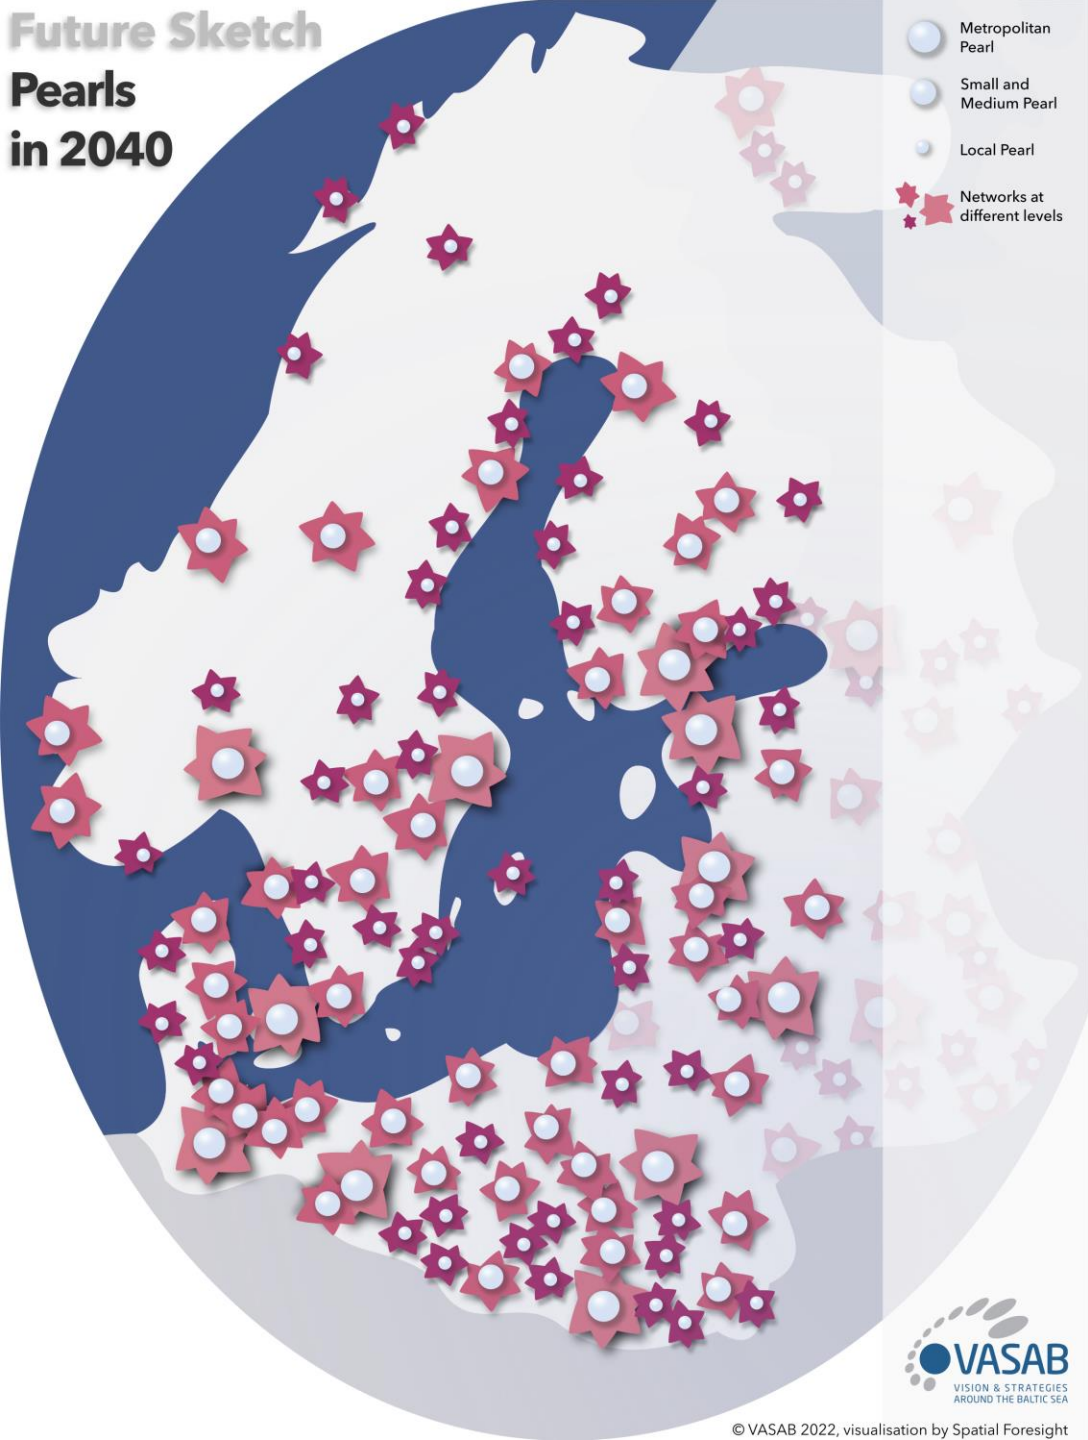 Future Sketch
Pearls
in 2040
Metropolitan
Pearl
Small and
Medium Pearl
Local Pearl
Networks at
different levels
VASAB
VISION & STRATEGIES
AROUND THE BALTIC SEA
© VASAB 2022, visualisation by Spatial Foresight